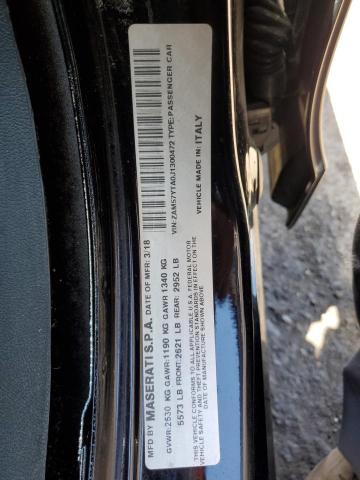 MFD BY MASERATI S.P.A. DATE OF MFR: 3/18
GVWR:2530 KG GAWR:1190 KG GAWR 1340 KG
5573 LB FRONT:2621 LB REAR: 2952 LB
THIS VEHICLE CONFORMS TO ALL APPLICABLE U.S.A. FEDERAL MOTOR
VEHICLE SAFETY AND THEFT PREVENTION STANDARDS IN EFFECT ON THE
DATE OF MANUFACTURE SHOWN ABOVE.
VIN:ZAM57YTA0J1300472 TYPE:PASSENGER CAR
VEHICLE MADE IN: ITALY